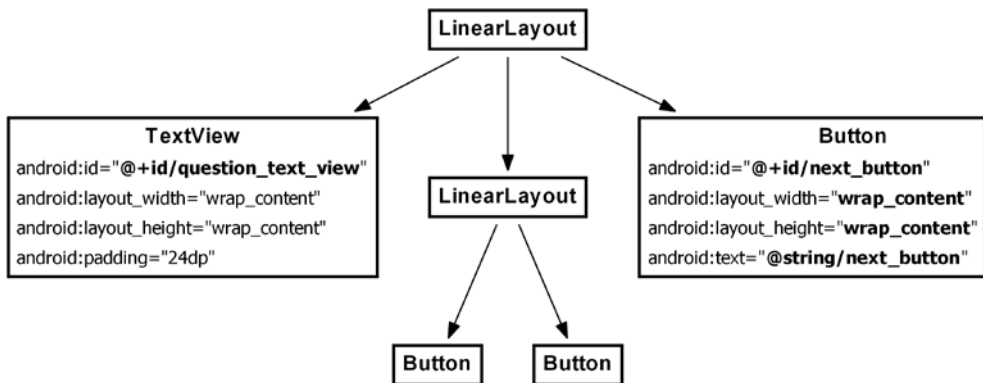 LinearLayout
TextView
android:id="@+id/question_text_view"
android:layout_width="wrap_content"
android:layout_height="wrap_content"
android:padding="24dp"
LinearLayout
Button
android:id="@+id/next_button"
android:layout_width="wrap_content"
android:layout_height="wrap_content"
android:text="@string/next_button"
Button
Button